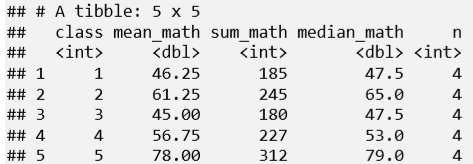 ## # A tibble: 5 x 5
##   class mean_math sum_math median_math     n
##   <int>     <dbl>    <int>       <dbl> <int>
## 1     1     46.25      185        47.5     4
## 2     2     61.25      245        65.0     4
## 3     3     45.00      180        47.5     4
## 4     4     56.75      227        53.0     4
## 5     5     78.00      312        79.0     4